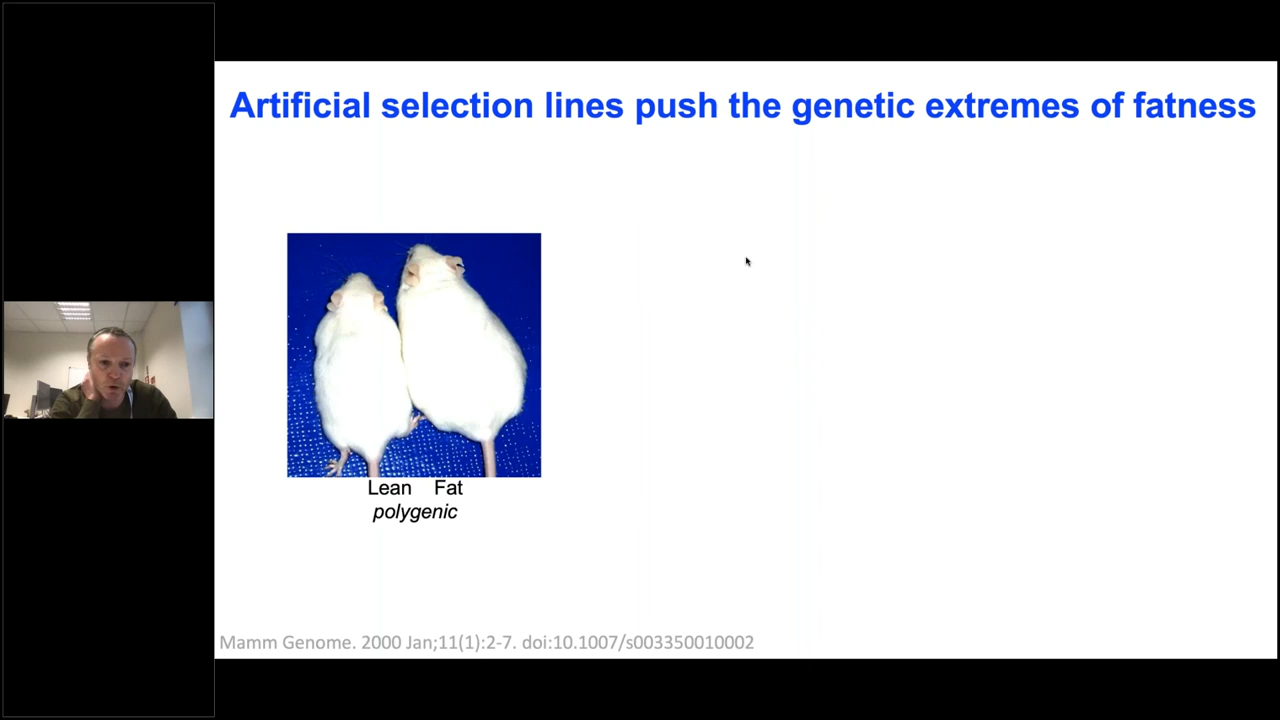 Artificial selection lines push the genetic extremes of fatness
Lean Fat
polygenic
Mamm Genome. 2000 Jan;11(1):2-7. doi:10.1007/s003350010002